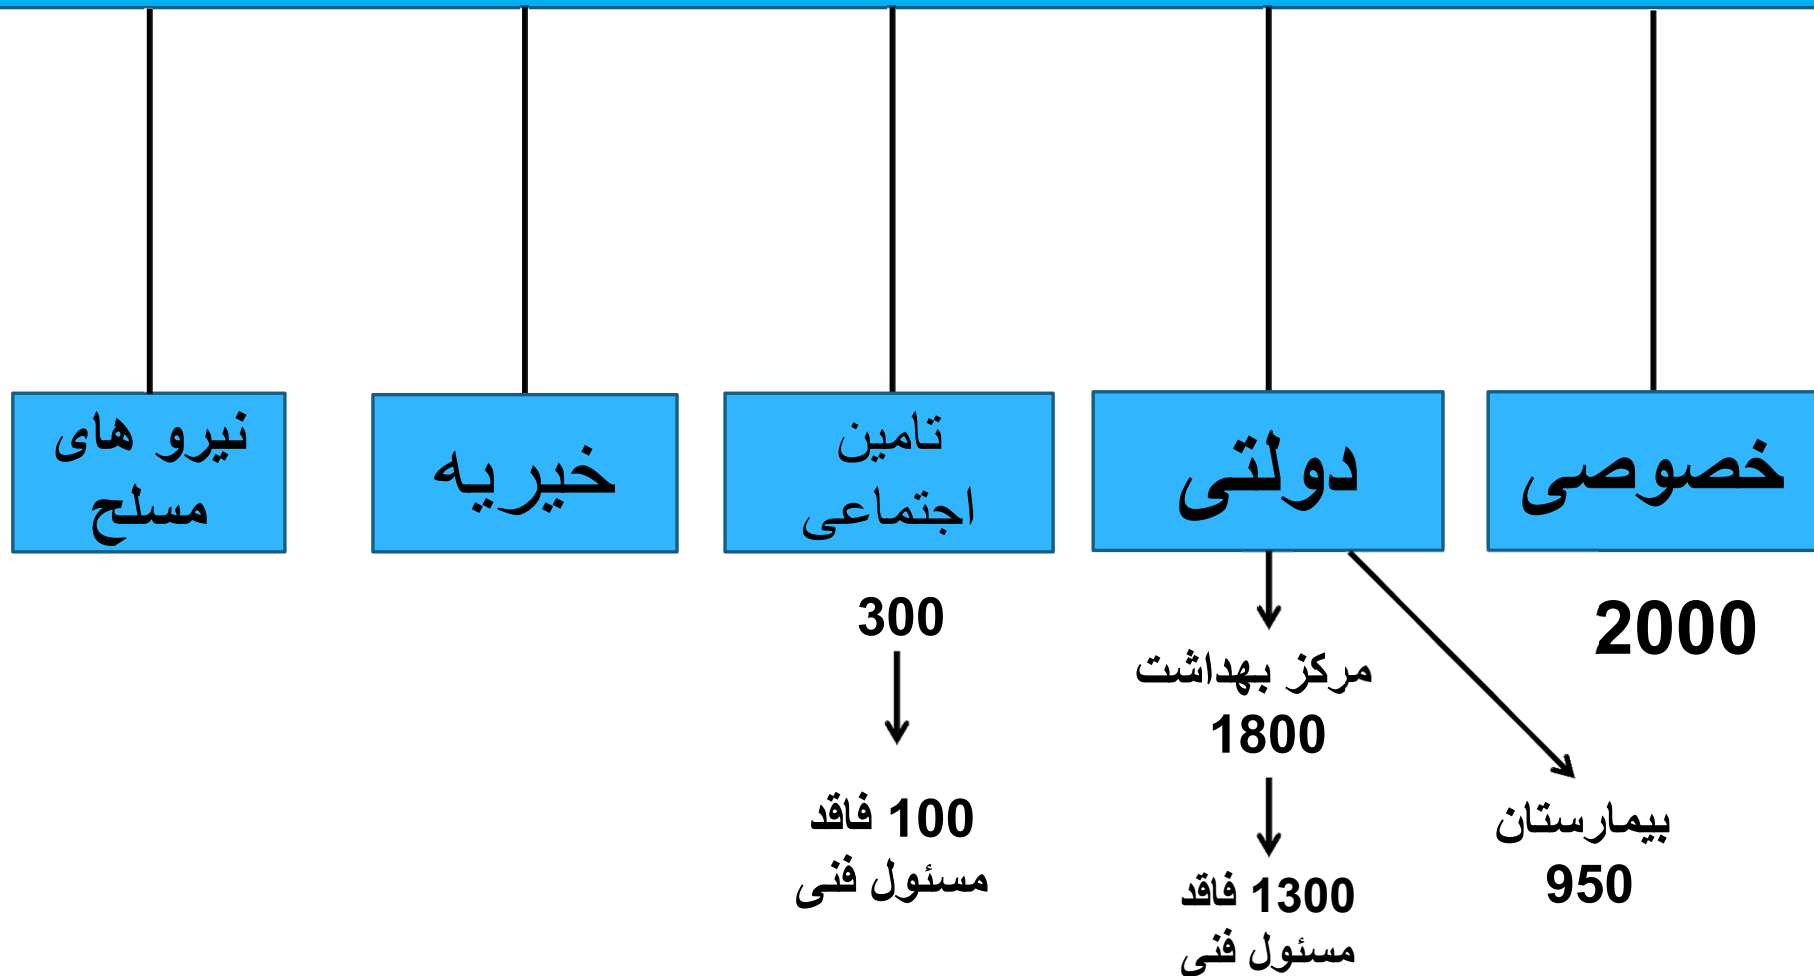 خصوصی
2000
دولتی
مرکز بهداشت
1800
1300 فاقد
مسئول فنی
بیمارستان
950
تامین
اجتماعی
300
100 فاقد
مسئول فنی
خیریه
نیرو های
مسلح